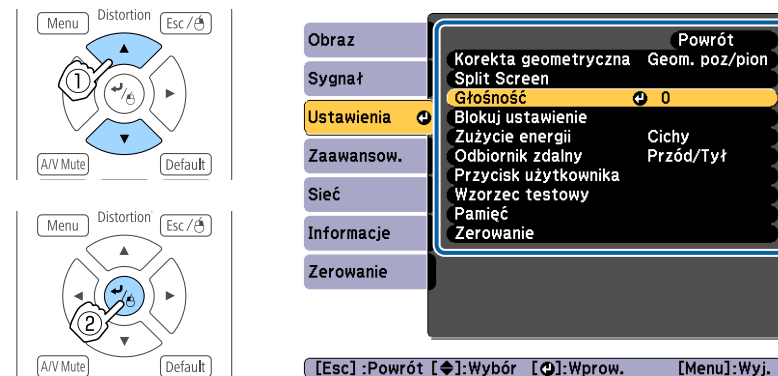 Menu
Distortion
Esc/
1
A/V Mute
Default
Menu
Distortion
Esc/
2
A/V Mute
Default
Obraz
Sygnał
Ustawienia
Zaawansow.
Sieć
Informacje
Zerowanie
Powrót
Korekta geometryczna Geom. poz/pion
Split Screen
Głośność 0
Blokuj ustawienie
Zużycie energii Cichy
Odbiornik zdalny Przód/Tył
Przycisk użytkownika
Wzorzec testowy
Pamięć
Zerowanie
[Esc] :Powrót [◆]:Wybór [↵]:Wprow. [Menu]:Wyj.